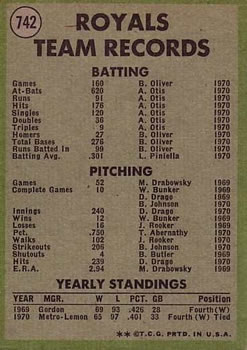 742
ROYALS
TEAM RECORDS
BATTING
Games 160 B. Oliver 1970
At-Bats 620 A. Otis 1970
Runs 91 A. Otis 1970
Hits 176 A. Otis 1970
Singles 129 A. Otis 1970
Doubles 36 A. Otis 1970
Triples 9 A. Otis 1970
Homers 27 B. Oliver 1970
Total Bases 276 B. Oliver 1970
Runs Batted In 99 B. Oliver 1970
Batting Avg. .301 L. Piniella 1970
PITCHING
Games 52 M. Drabowsky 1969
Complete Games 10 W. Bunker 1969
D. Drago 1969
B. Johnson 1970
Innings 240 D. Drago 1970
Wins 12 W. Bunker 1969
Losses 16 J. Rooker 1969
Pct. .750 T. Abernathy 1970
Walks 102 J. Rooker 1970
Strikeouts 206 B. Johnson 1970
Shutouts 4 B. Butler 1969
E.R.A. 2.94 M. Drabowsky 1969
YEARLY STANDINGS
YEAR MGR. W L PCT. GB Position
1969 Gordon 69 93 .426 28 Fourth(W)
1970 Metro-Lemon 65 97 .401 33 Fourth (W) Tied
** © T.C.G. PRTD. IN U.S.A.